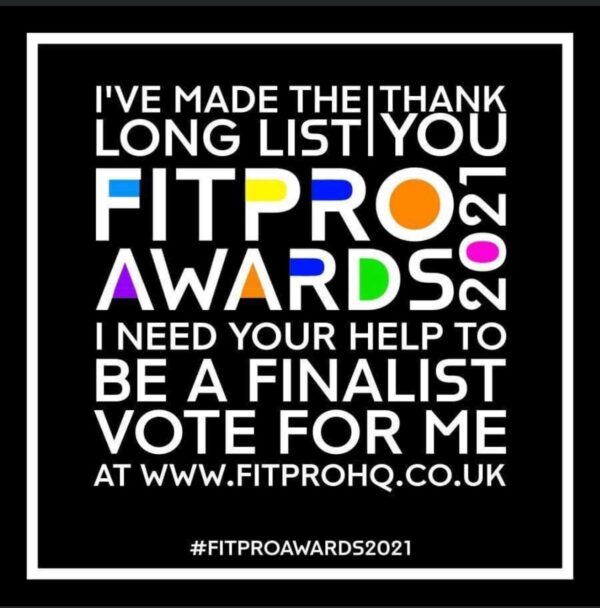 I'VE MADE THE
LONG LIST
THANK
YOU
FITPRO
AWARDS
2021
I NEED YOUR HELP TO
BE A FINALIST
VOTE FOR ME
AT WWW.FITPROHQ.CO.UK
#FITPROAWARDS2021